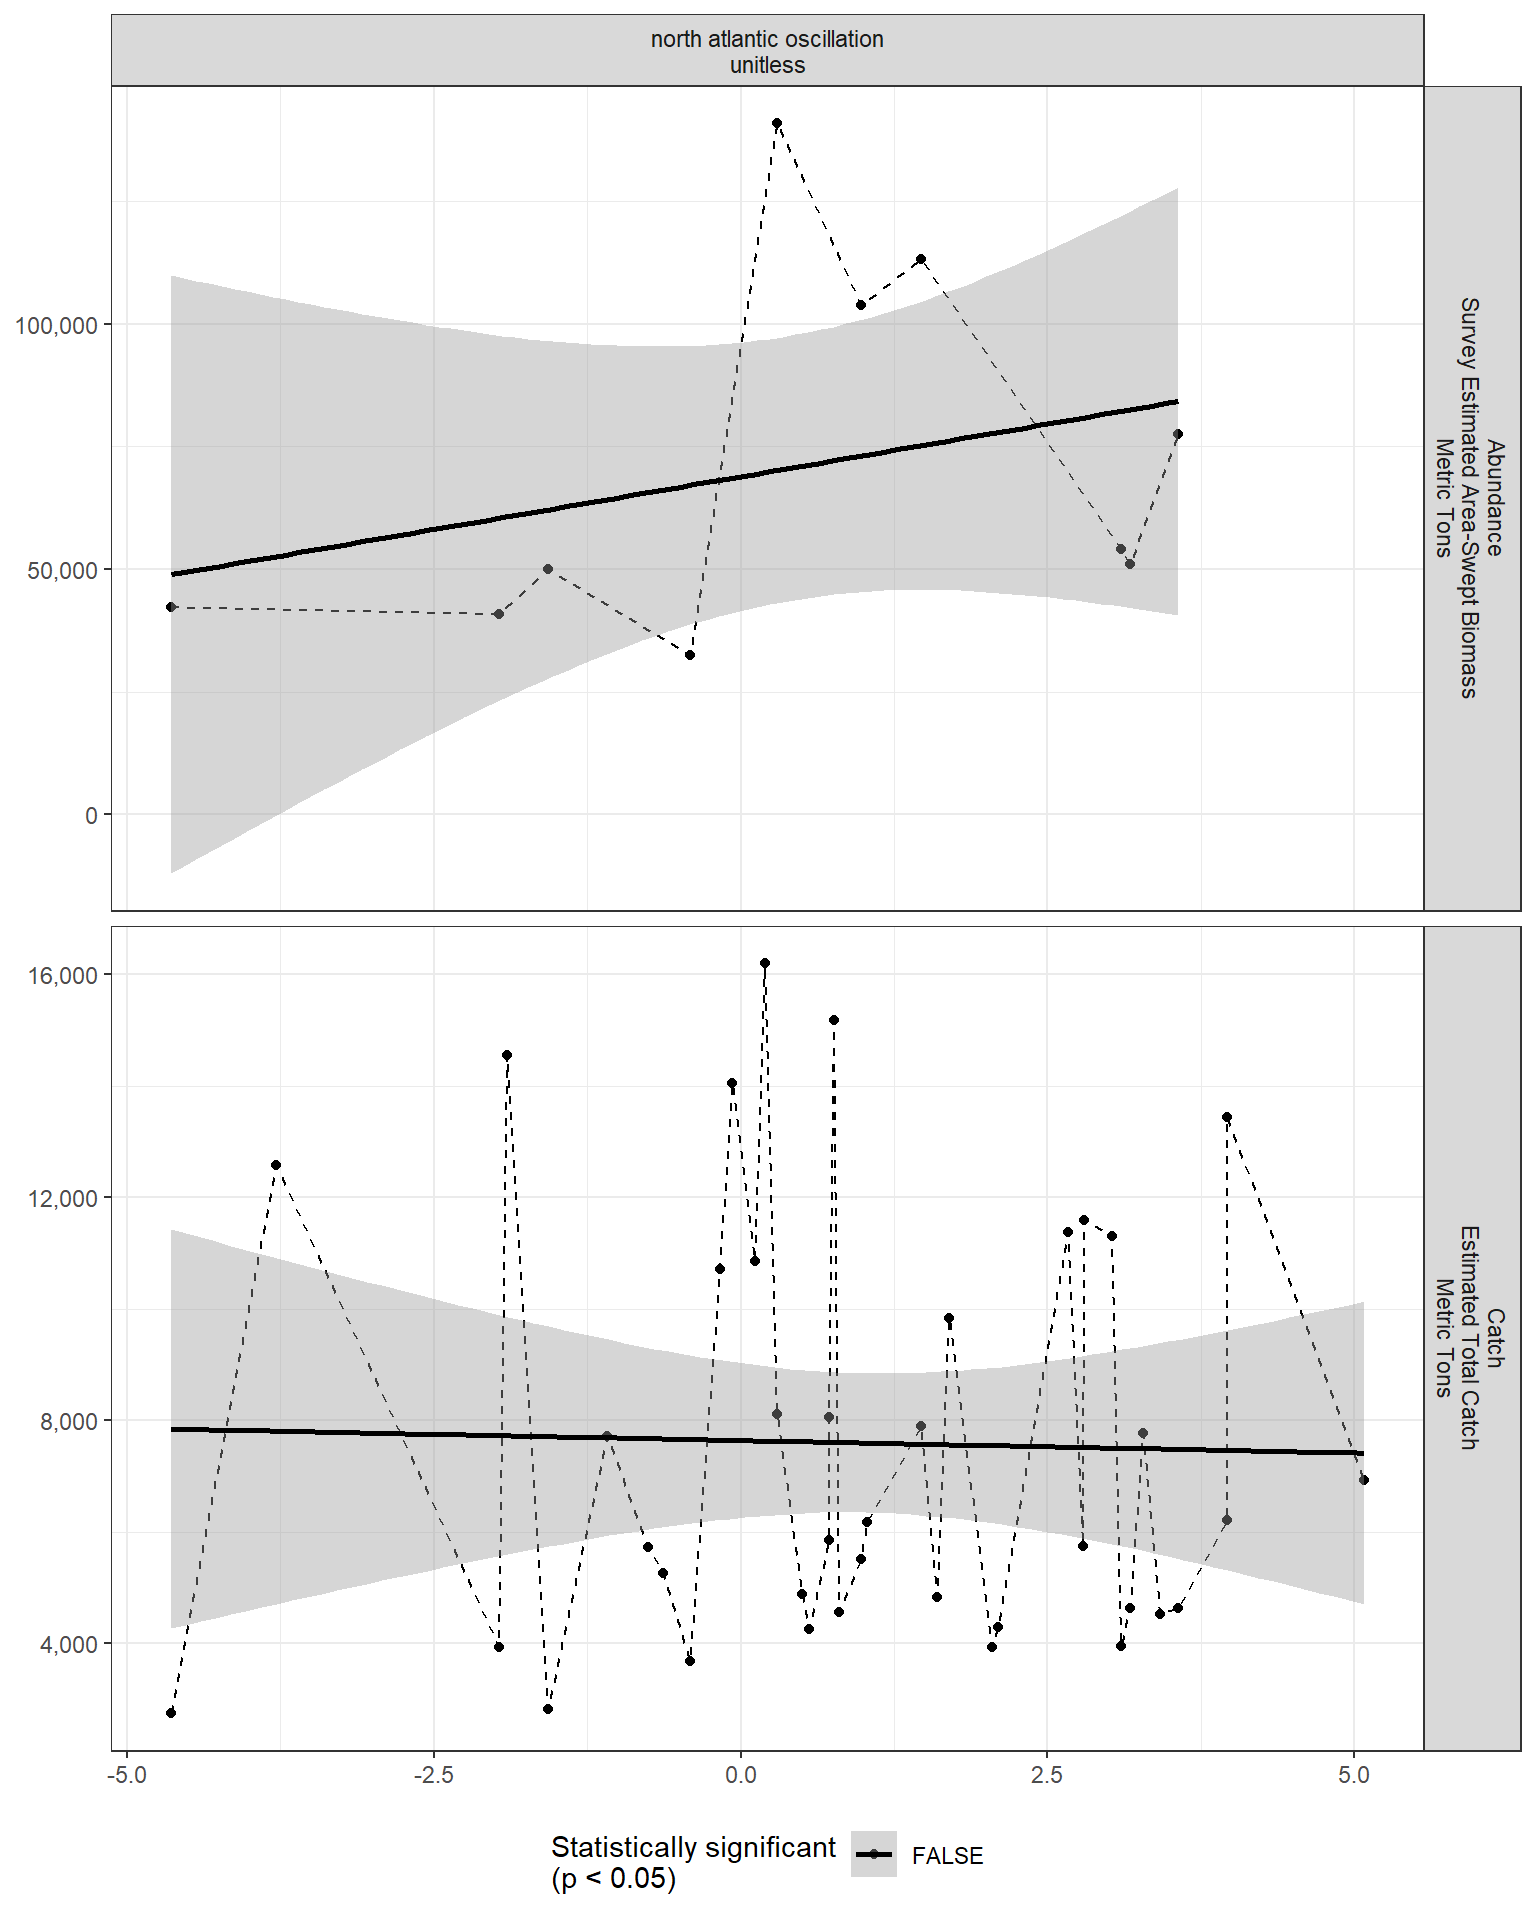 north atlantic oscillation
unitless
100,000
50,000
0
Abundance
Survey Estimated Area-Swept Biomass
Metric Tons
16,000
12,000
8,000
4,000
Catch
Estimated Total Catch
Metric Tons
-5.0
-2.5
0.0
2.5
5.0
Statistically significant
(p < 0.05)
FALSE